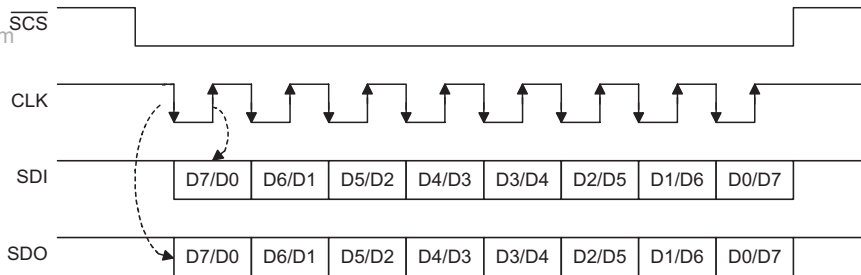 SCS
m
CLK
SDI D7/D0 D6/D1 D5/D2 D4/D3 D3/D4 D2/D5 D1/D6 D0/D7
SDO D7/D0 D6/D1 D5/D2 D4/D3 D3/D4 D2/D5 D1/D6 D0/D7